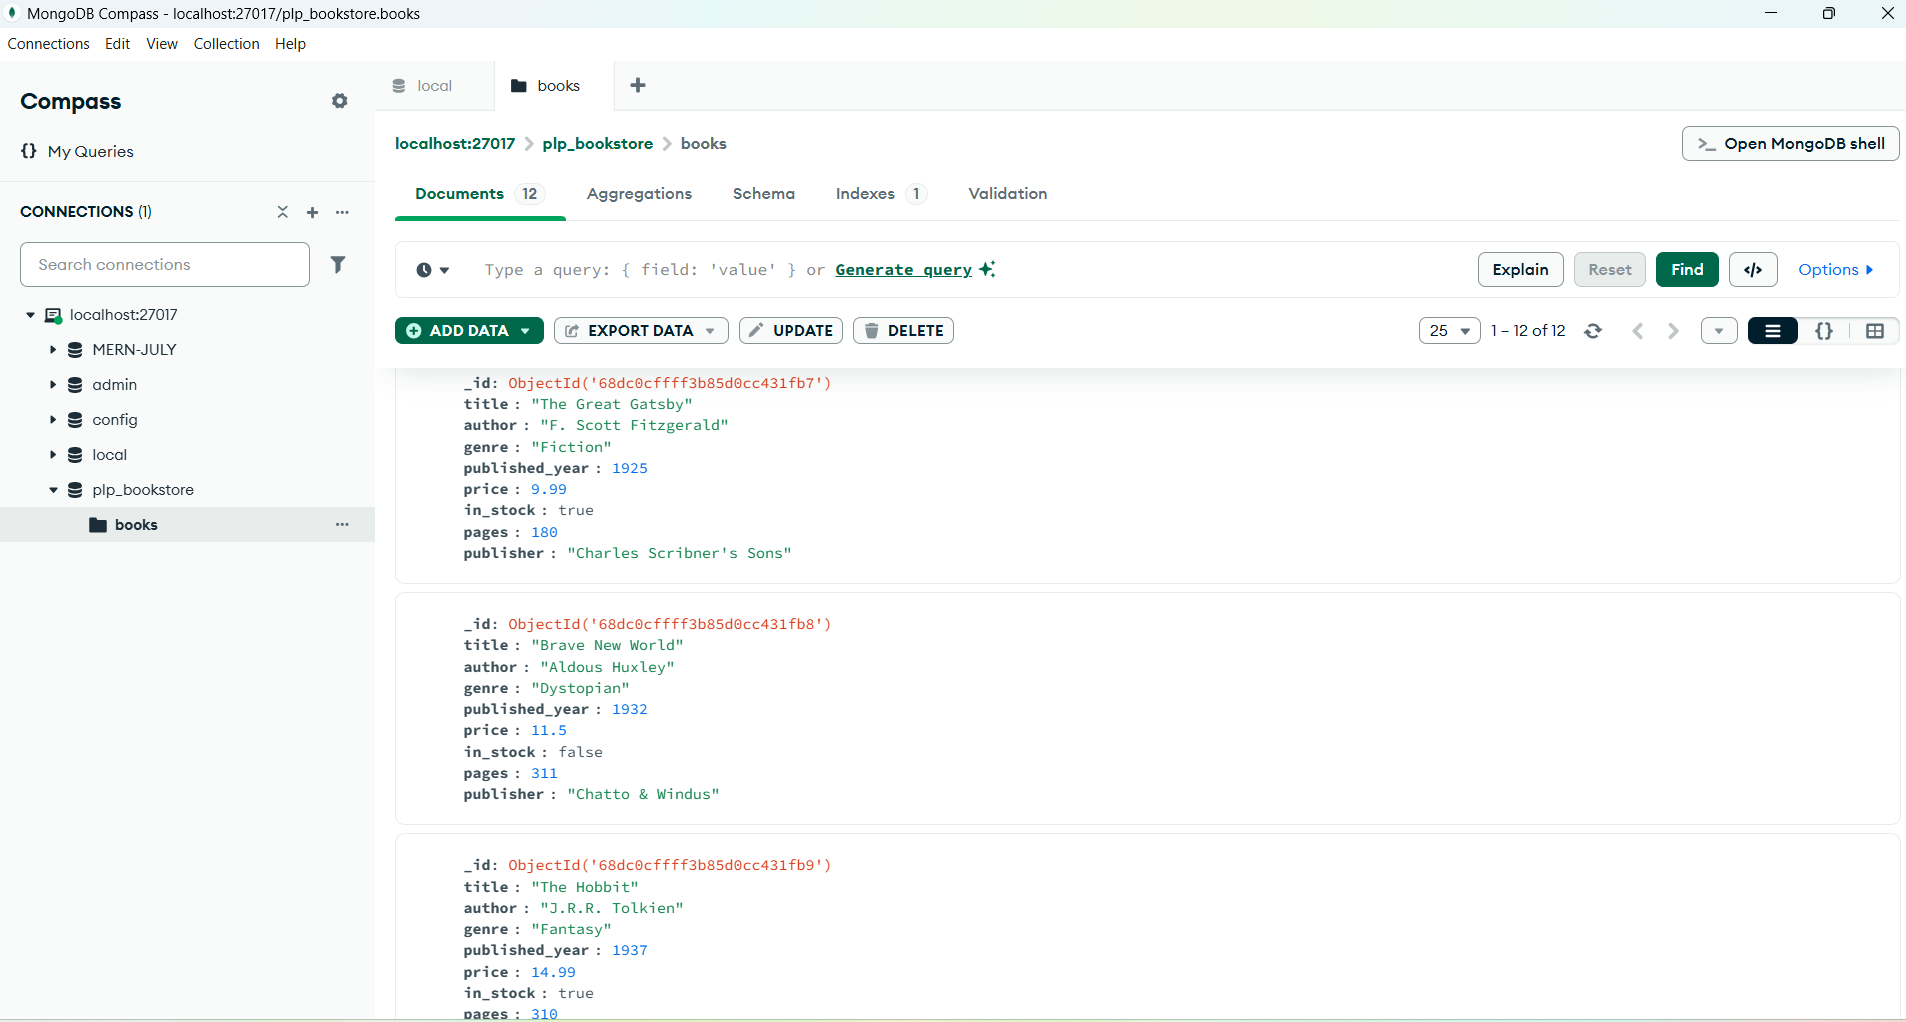 MongoDB Compass - localhost:27017/plp_bookstore.books
Connections Edit View Collection Help
Compass
My Queries
CONNECTIONS (1)
Search connections
localhost:27017
MERN-JULY
admin
config
local
plp_bookstore
books
local books
localhost:27017 plp_bookstore books
>_ Open MongoDB shell
Documents 12 Aggregations Schema Indexes 1 Validation
Type a query: { field: 'value' } or Generate query
Explain Reset Find </> Options
ADD DATA EXPORT DATA UPDATE DELETE
25 1 – 12 of 12 {}
_id: ObjectId('68dc0cffff3b85d0cc431fb7')
title : "The Great Gatsby"
author : "F. Scott Fitzgerald"
genre : "Fiction"
published_year : 1925
price : 9.99
in_stock : true
pages : 180
publisher : "Charles Scribner's Sons"
_id: ObjectId('68dc0cffff3b85d0cc431fb8')
title : "Brave New World"
author : "Aldous Huxley"
genre : "Dystopian"
published_year : 1932
price : 11.5
in_stock : false
pages : 311
publisher : "Chatto & Windus"
_id: ObjectId('68dc0cffff3b85d0cc431fb9')
title : "The Hobbit"
author : "J.R.R. Tolkien"
genre : "Fantasy"
published_year : 1937
price : 14.99
in_stock : true
pages : 310